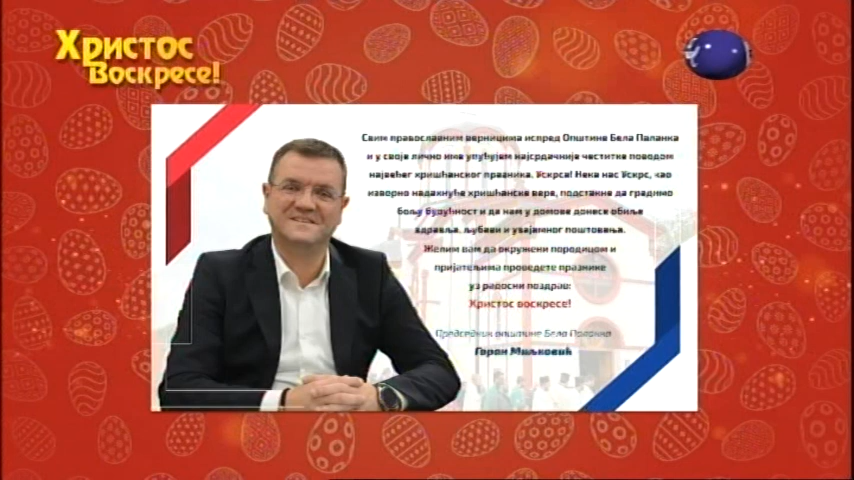 Христос
Воскресе!
Свим православним верницима испред Општине Бела Паланка
и у своје лично име упућујем најсрдачније честитке поводом
највећег хришћанског празника, Ускрса! Нека нас Ускрс, као
изворно надахнуће хришћанске вере, подстакне да градимо
бољу будућност и да нам у домове донесе обиље
здравља, љубави и узајамног поштовања.
Желим вам да окружени породицом и
пријатељима проведете празнике
уз радосни поздрав:
Христос воскресе!
Председник општине Бела Паланка
Горан Миљковић